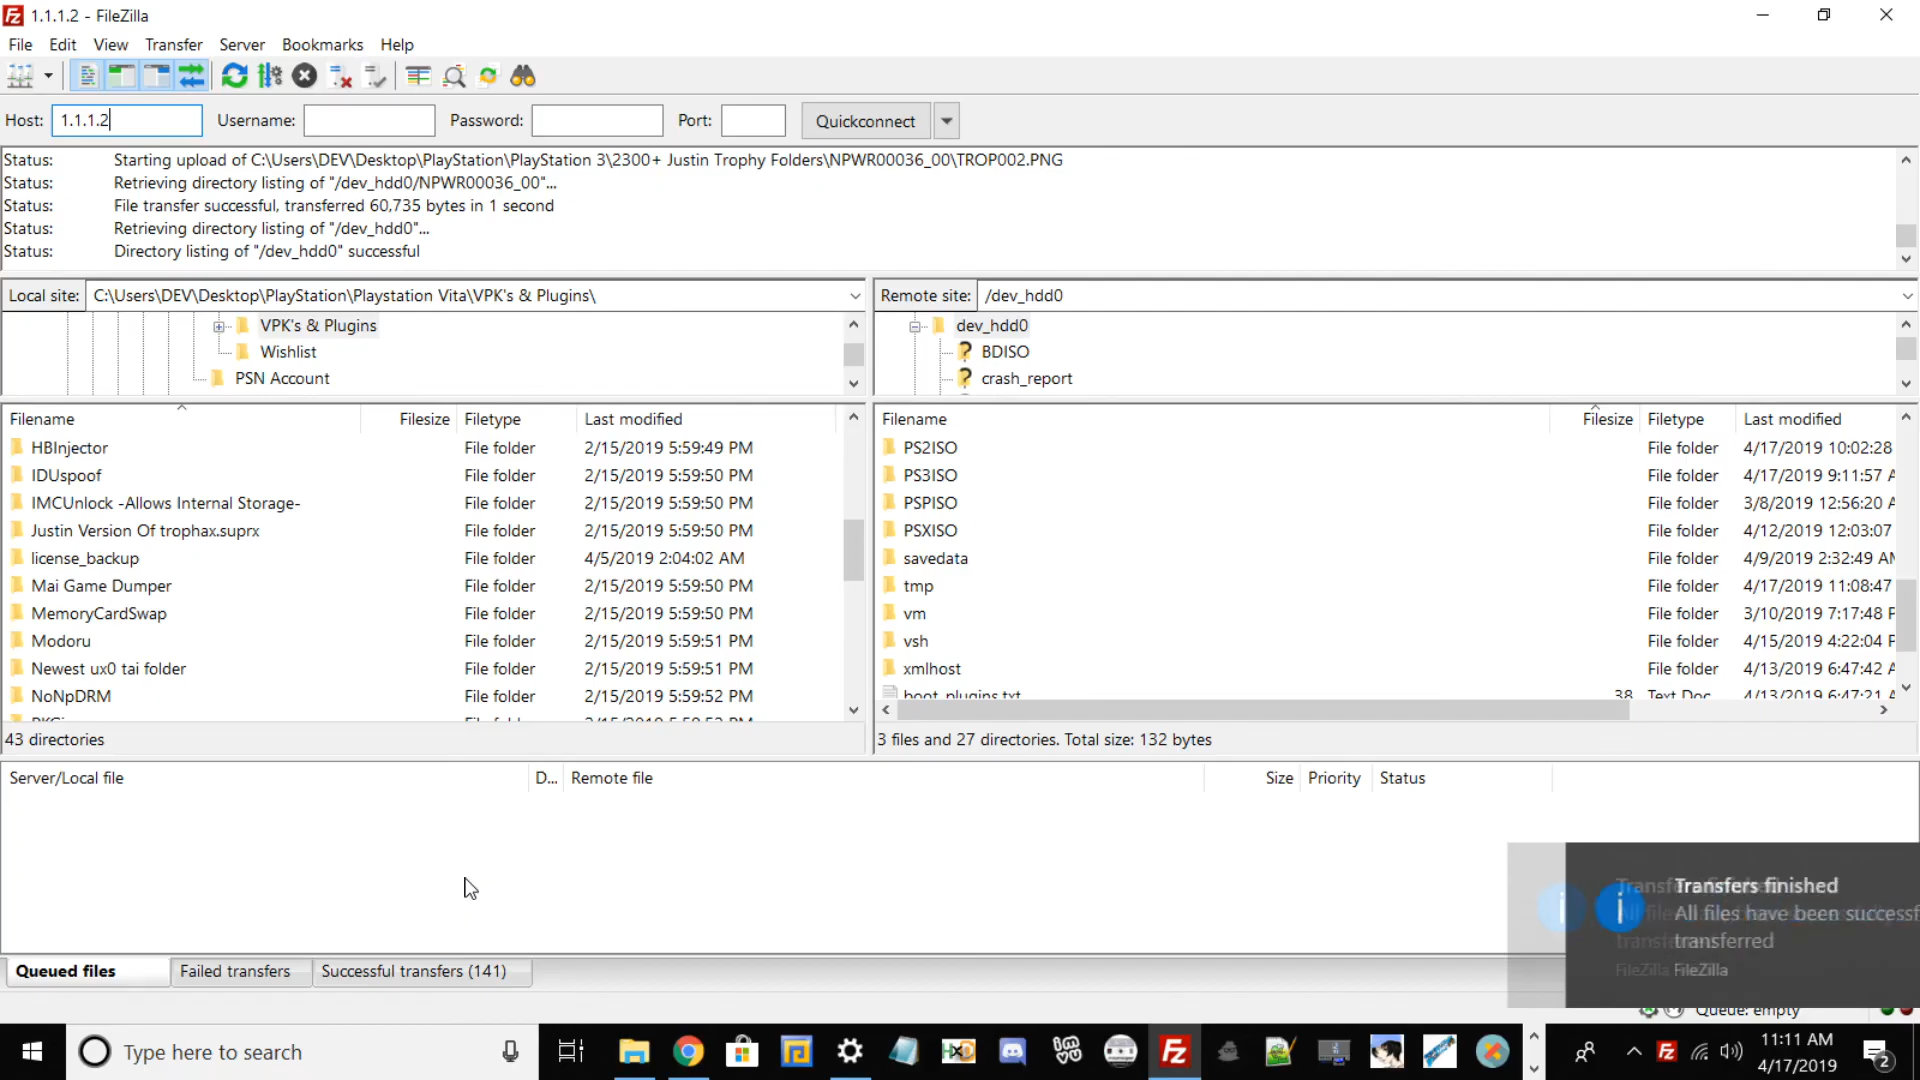 1.1.1.2 - FileZilla
File Edit View Transfer Server Bookmarks Help
Host: 1.1.1.2 Username: Password: Port: Quickconnect
Status: Starting upload of C:\Users\DEV\Desktop\PlayStation\PlayStation 3\2300+ Justin Trophy Folders\NPWR00036_00\TROP002.PNG
Status: Retrieving directory listing of "/dev_hdd0/NPWR00036_00"...
Status: File transfer successful, transferred 60,735 bytes in 1 second
Status: Retrieving directory listing of "/dev_hdd0"...
Status: Directory listing of "/dev_hdd0" successful
Local site: C:\Users\DEV\Desktop\PlayStation\Playstation Vita\VPK's & Plugins\
VPK's & Plugins
Wishlist
PSN Account
Filename Filesize Filetype Last modified
HBInjector File folder 2/15/2019 5:59:49 PM
IDUspoof File folder 2/15/2019 5:59:50 PM
IMCUnlock -Allows Internal Storage- File folder 2/15/2019 5:59:50 PM
Justin Version Of trophax.suprx File folder 2/15/2019 5:59:50 PM
license_backup File folder 4/5/2019 2:04:02 AM
Mai Game Dumper File folder 2/15/2019 5:59:50 PM
MemoryCardSwap File folder 2/15/2019 5:59:50 PM
Modoru File folder 2/15/2019 5:59:51 PM
Newest ux0 tai folder File folder 2/15/2019 5:59:51 PM
NoNpDRM File folder 2/15/2019 5:59:52 PM
43 directories
Remote site: /dev_hdd0
dev_hdd0
BDISO
crash_report
Filename Filesize Filetype Last modified
PS2ISO File folder 4/17/2019 10:02:28
PS3ISO File folder 4/17/2019 9:11:57 A
PSPISO File folder 3/8/2019 12:56:20 A
PSXISO File folder 4/12/2019 12:03:07
savedata File folder 4/9/2019 2:32:49 AM
tmp File folder 4/17/2019 11:08:47
vm File folder 3/10/2019 7:17:48 P
vsh File folder 4/15/2019 4:22:04 P
xmlhost File folder 4/13/2019 6:47:42 A
boot_plugins.txt 38 Text Doc... 4/13/2019 6:47:21 A
3 files and 27 directories. Total size: 132 bytes
Server/Local file D... Remote file Size Priority Status
Transfers finished
All files have been successf
transferred
FileZilla
Queued files Failed transfers Successful transfers (141)
Queue: empty
Type here to search
11:11 AM
4/17/2019
2